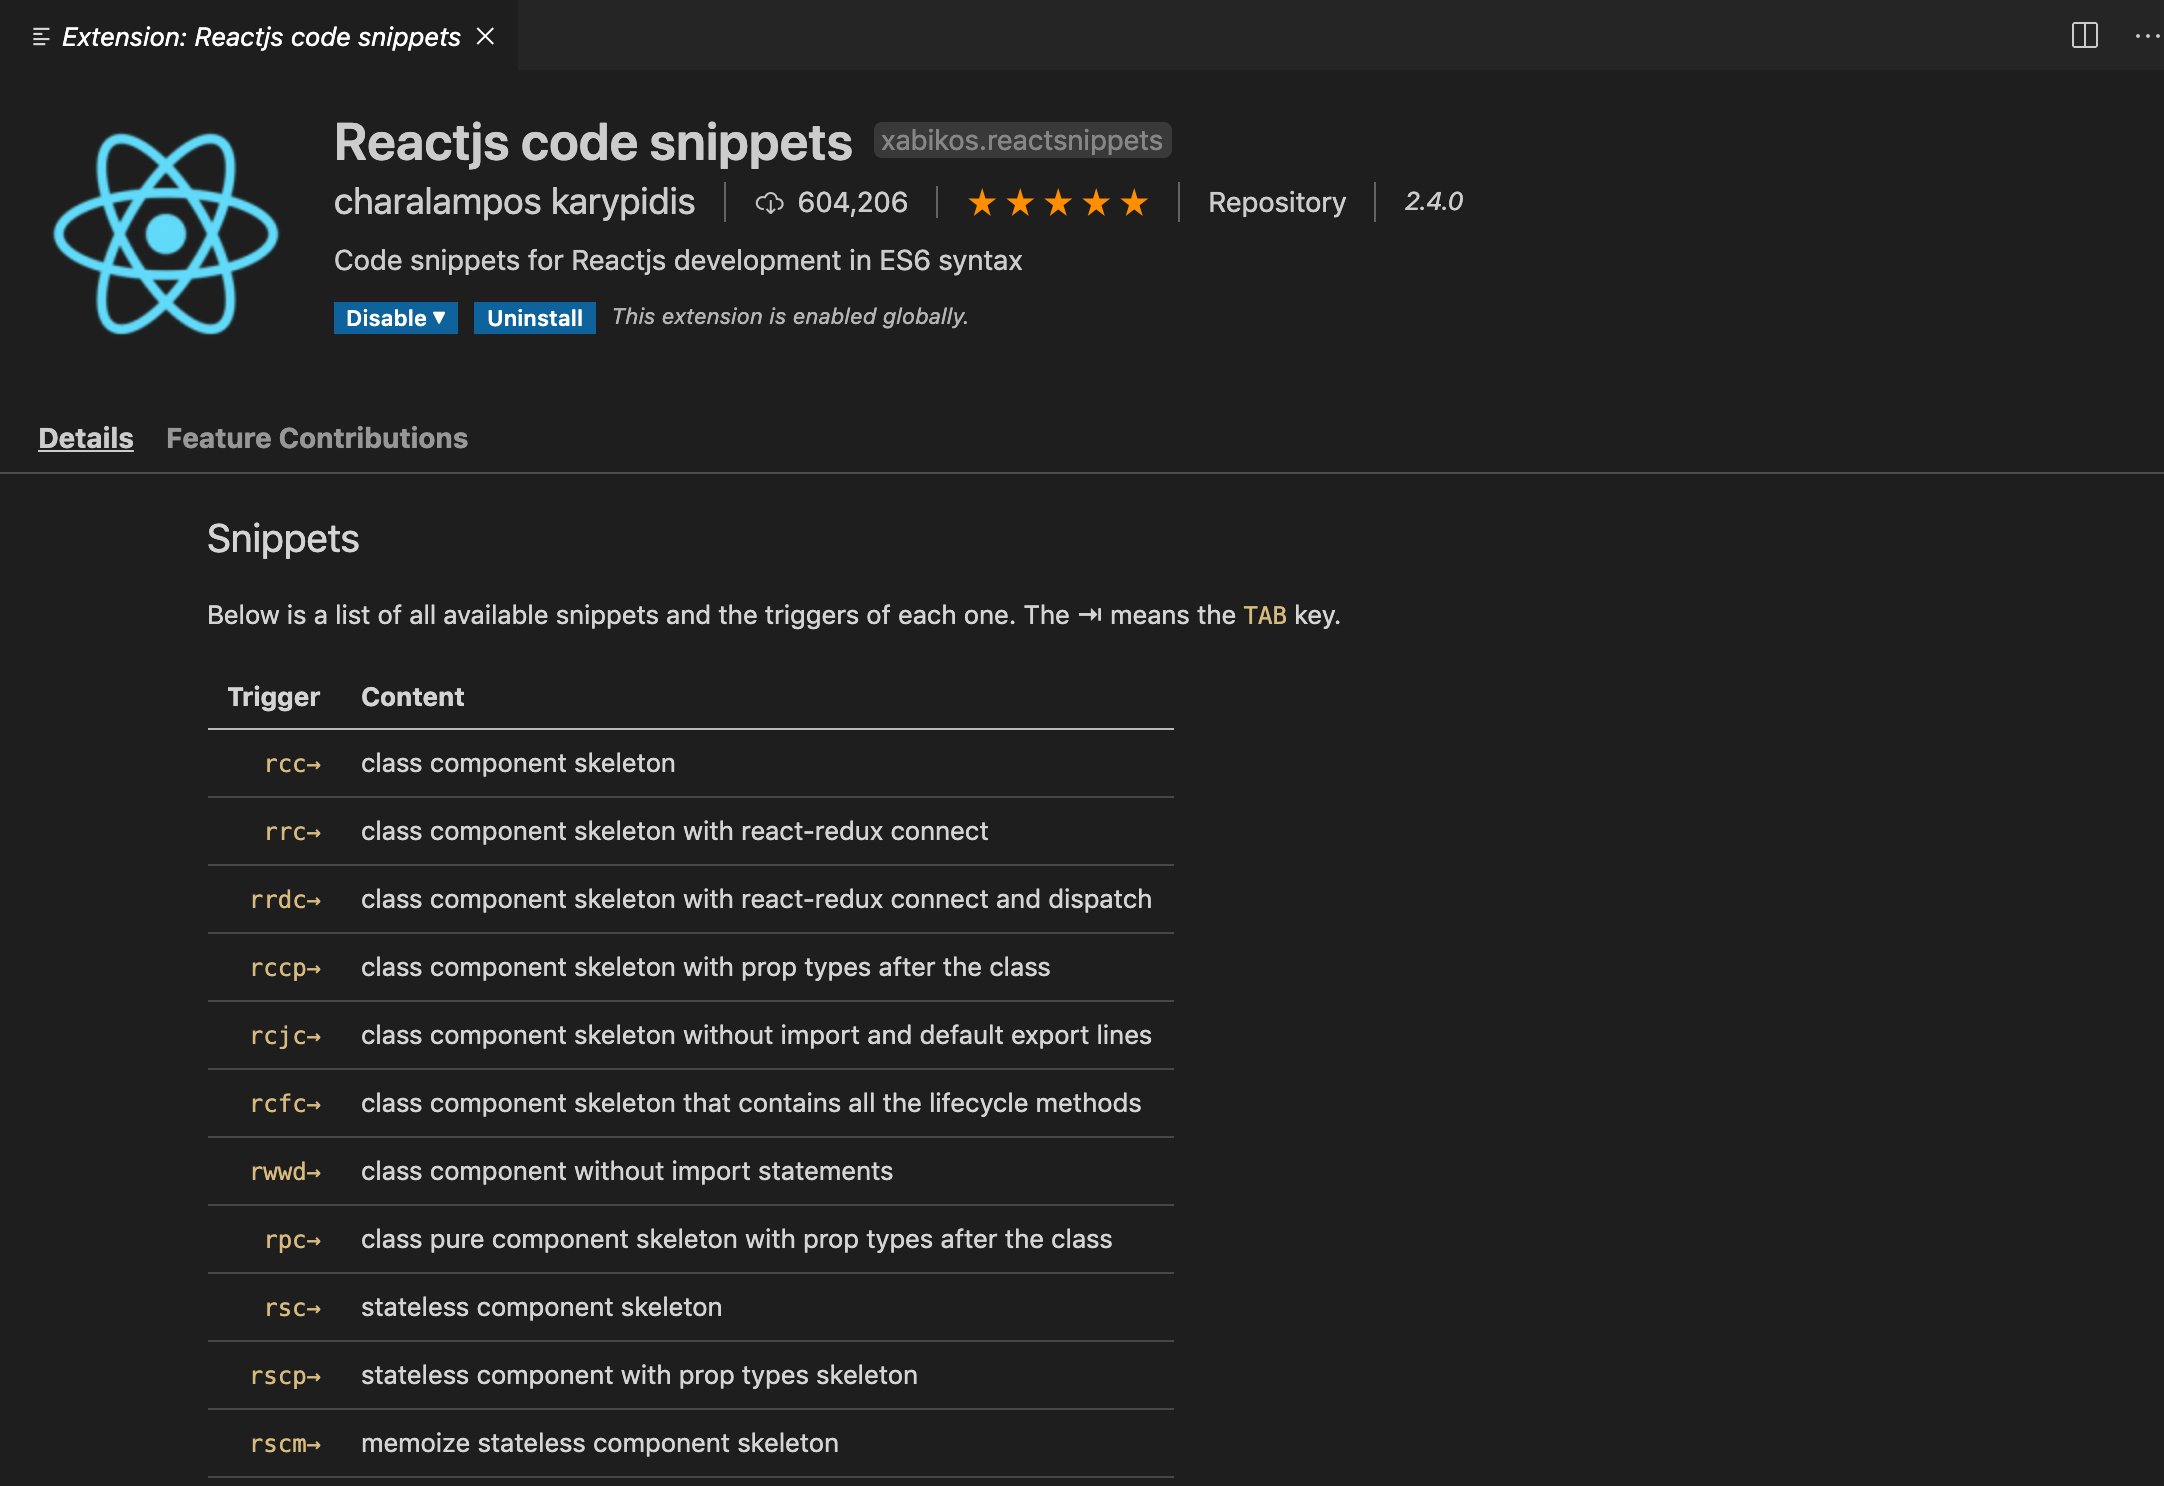 Extension: Reactjs code snippets
Reactjs code snippets xabikos.reactsnippets
charalampos karypidis 604,206 ★★★★★ Repository 2.4.0
Code snippets for Reactjs development in ES6 syntax
Disable ▼ Uninstall This extension is enabled globally.
Details Feature Contributions
Snippets
Below is a list of all available snippets and the triggers of each one. The ⇥ means the TAB key.
Trigger Content
rcc→ class component skeleton
rrc→ class component skeleton with react-redux connect
rrdc→ class component skeleton with react-redux connect and dispatch
rccp→ class component skeleton with prop types after the class
rcjc→ class component skeleton without import and default export lines
rcfc→ class component skeleton that contains all the lifecycle methods
rwwd→ class component without import statements
rpc→ class pure component skeleton with prop types after the class
rsc→ stateless component skeleton
rscp→ stateless component with prop types skeleton
rscm→ memoize stateless component skeleton